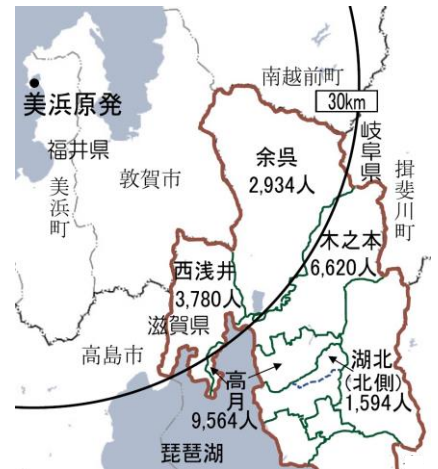 南越前町
30km
美浜原発
福井県
美浜町
敦賀市
余呉
2,934人
岐阜県
揖斐川町
木之本
6,620人
西浅井
3,780人
滋賀県
高島市
高月
9,564人
湖北
(北側)
1,594人
琵琶湖